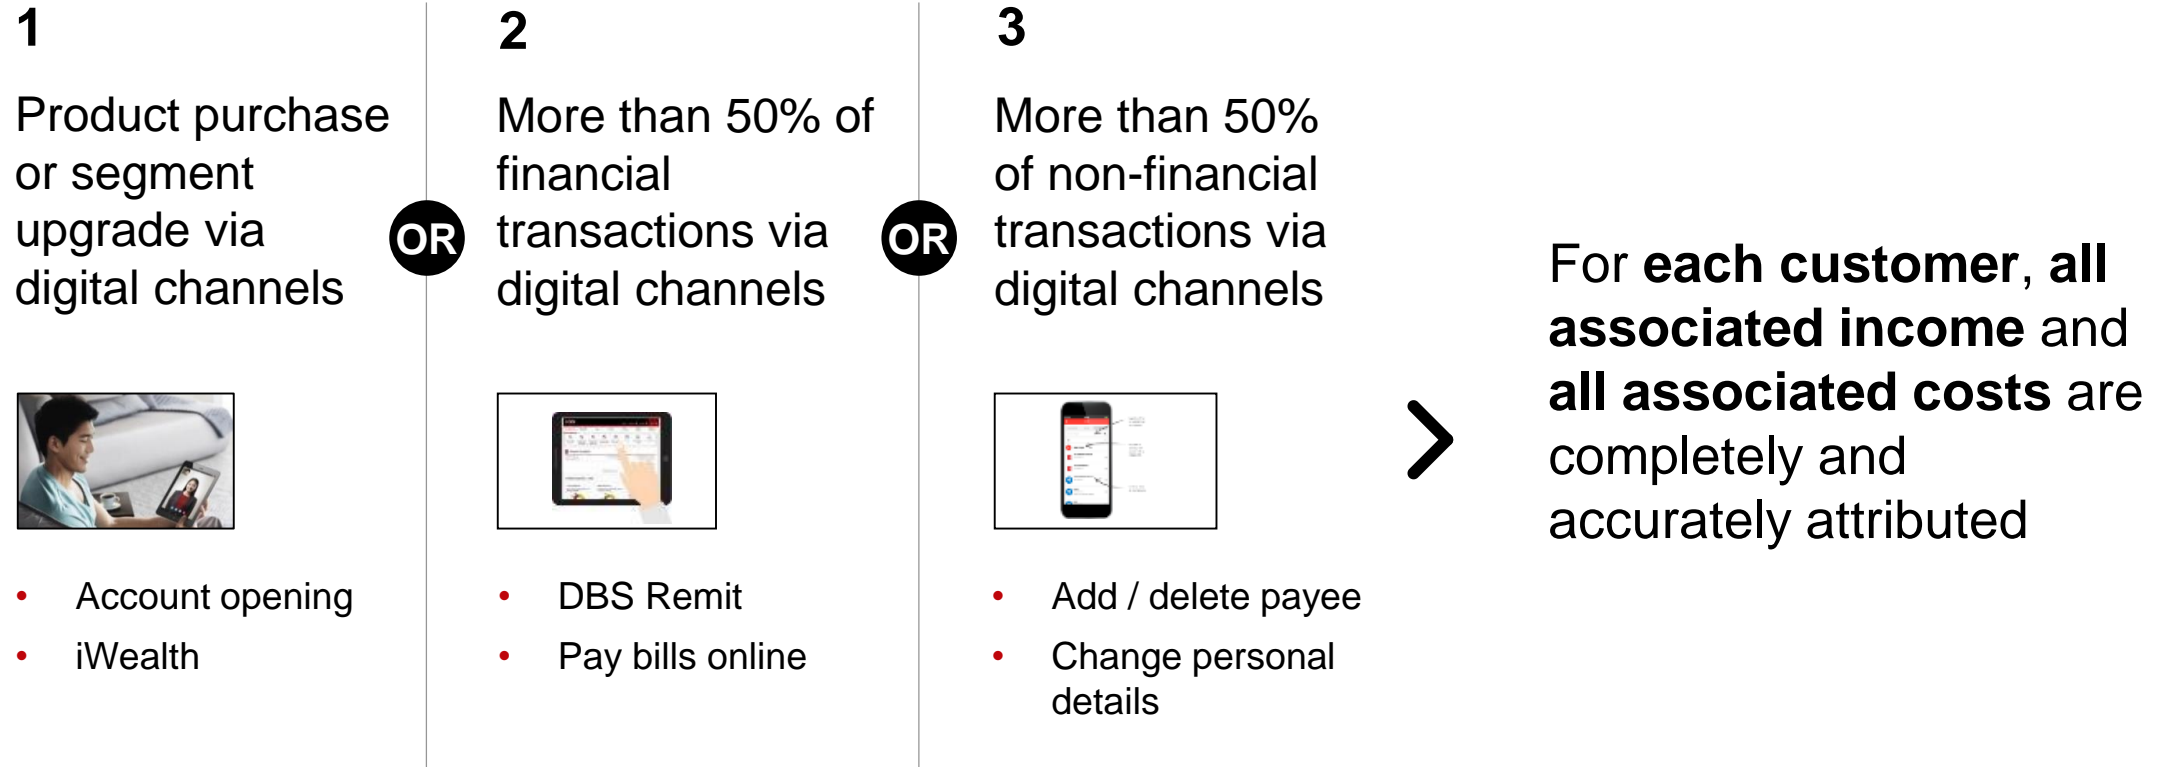 1
Product purchase
or segment
upgrade via
digital channels
• Account opening
• iWealth
OR
2
More than 50% of
financial
transactions via
digital channels
• DBS Remit
• Pay bills online
OR
3
More than 50%
of non-financial
transactions via
digital channels
• Add / delete payee
• Change personal
details
For each customer, all
associated income and
all associated costs are
completely and
accurately attributed